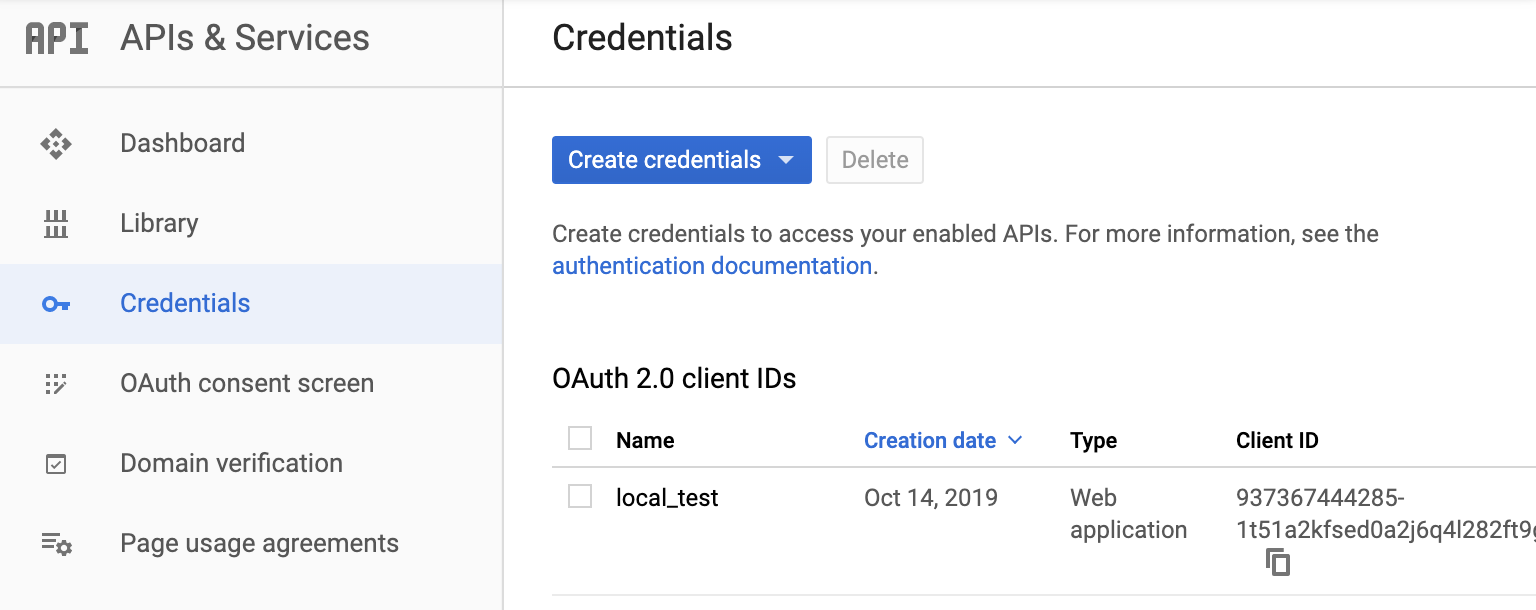 API APIs & Services
Credentials
Dashboard
Library
Credentials
OAuth consent screen
Domain verification
Page usage agreements
Create credentials
Delete
Create credentials to access your enabled APIs. For more information, see the
authentication documentation.
OAuth 2.0 client IDs
Name Creation date Type Client ID
local_test Oct 14, 2019 Web 937367444285-
application 1t51a2kfsed0a2j6q4l282ft9